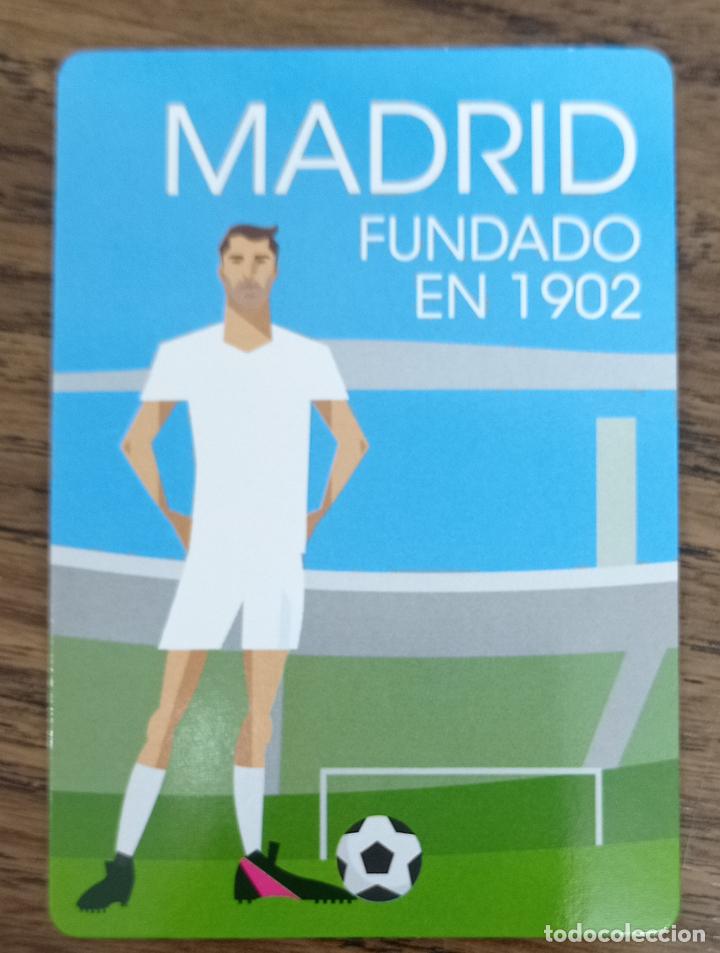 MADRID
FUNDADO
EN 1902
todocoleccion